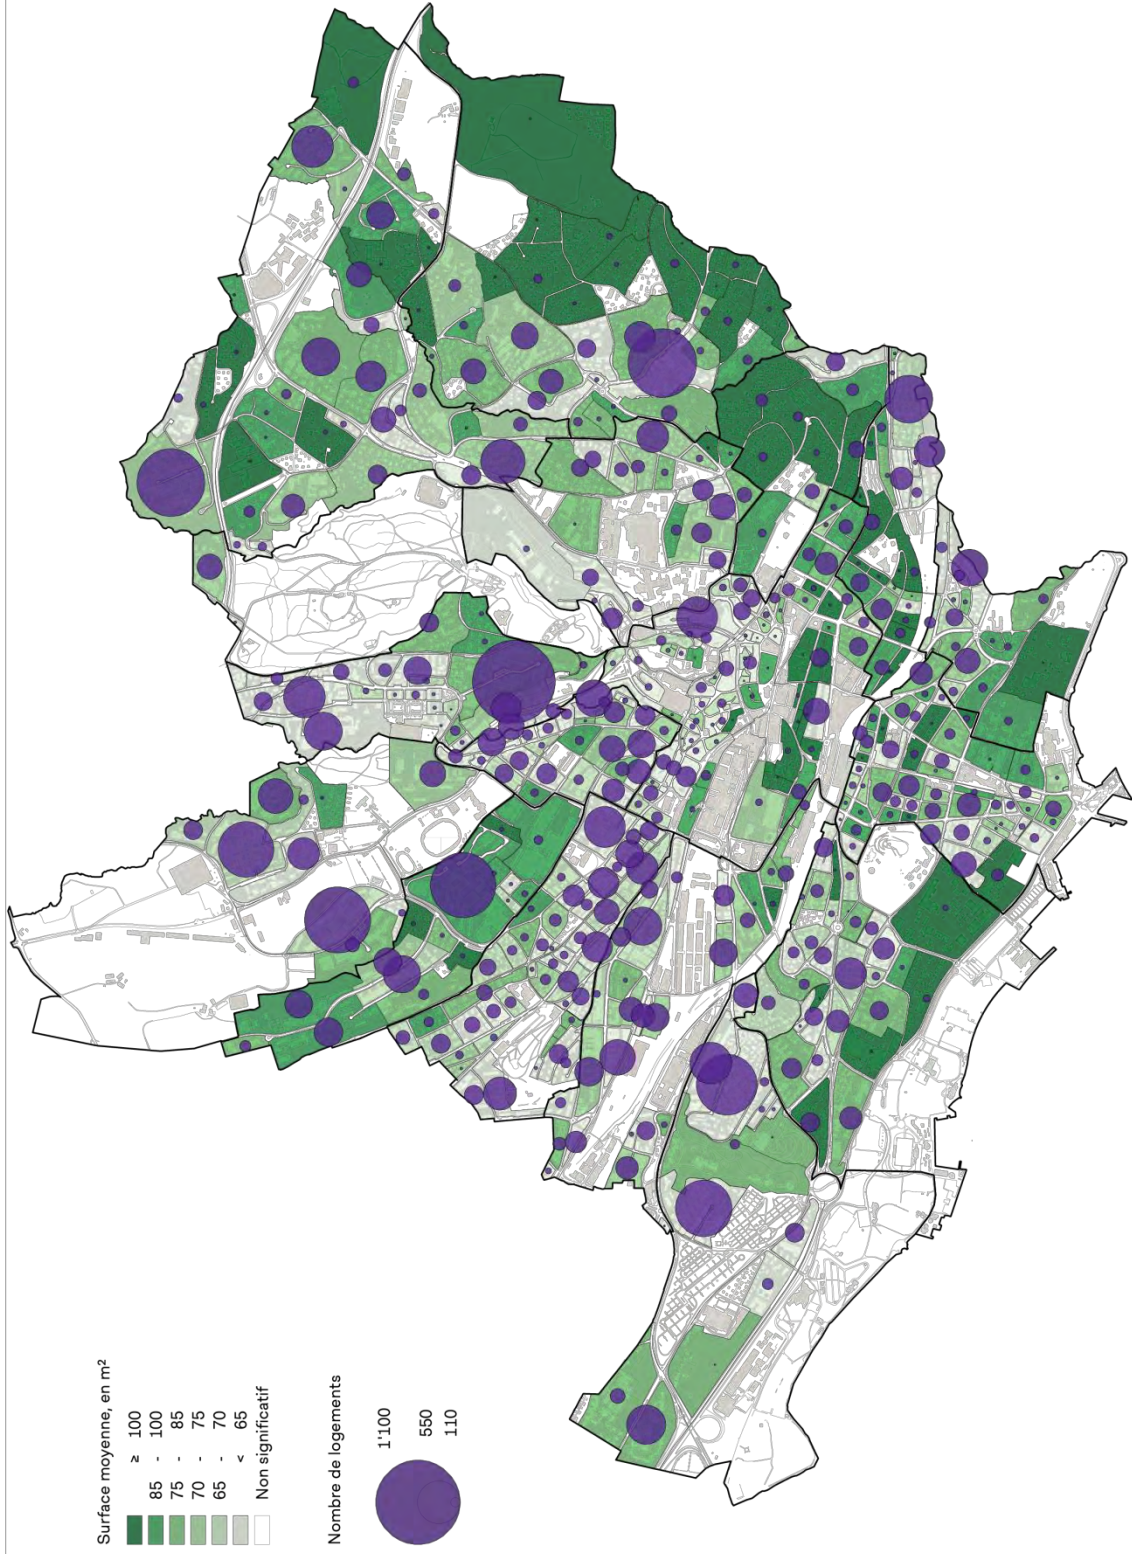 Surface moyenne, en m²
≥ 100
85 - 100
75 - 85
70 - 75
65 - 70
< 65
Non significatif
Nombre de logements
1'100
550
110